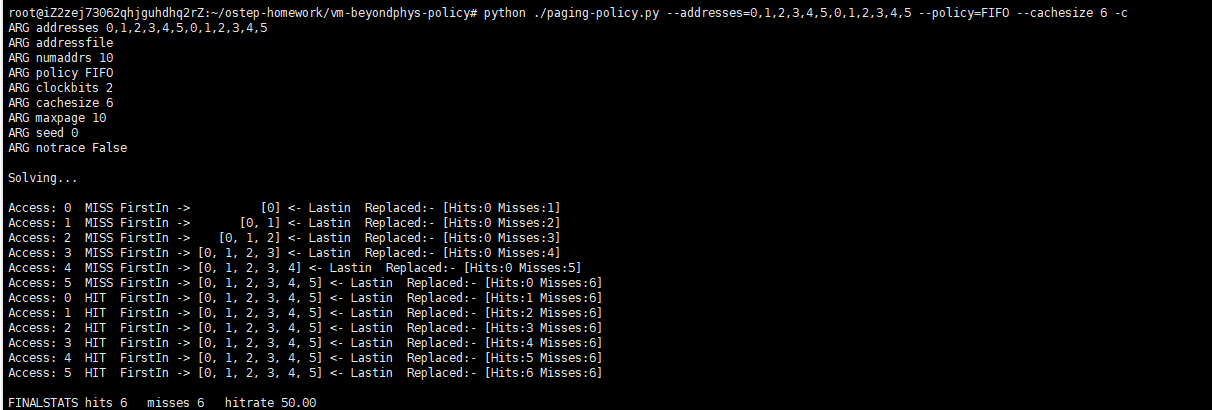 root@iZ2zej73062qhjguhdhq2rZ:~/ostep-homework/vm-beyondphys-policy# python ./paging-policy.py --addresses=0,1,2,3,4,5,0,1,2,3,4,5 --policy=FIFO --cachesize 6 -c
ARG addresses 0,1,2,3,4,5,0,1,2,3,4,5
ARG addressfile
ARG numaddrs 10
ARG policy FIFO
ARG clockbits 2
ARG cachesize 6
ARG maxpage 10
ARG seed 0
ARG notrace False
Solving...
Access: 0  MISS FirstIn ->          [0] <- Lastin  Replaced:- [Hits:0 Misses:1]
Access: 1  MISS FirstIn ->       [0, 1] <- Lastin  Replaced:- [Hits:0 Misses:2]
Access: 2  MISS FirstIn ->    [0, 1, 2] <- Lastin  Replaced:- [Hits:0 Misses:3]
Access: 3  MISS FirstIn -> [0, 1, 2, 3] <- Lastin  Replaced:- [Hits:0 Misses:4]
Access: 4  MISS FirstIn -> [0, 1, 2, 3, 4] <- Lastin  Replaced:- [Hits:0 Misses:5]
Access: 5  MISS FirstIn -> [0, 1, 2, 3, 4, 5] <- Lastin  Replaced:- [Hits:0 Misses:6]
Access: 0  HIT  FirstIn -> [0, 1, 2, 3, 4, 5] <- Lastin  Replaced:- [Hits:1 Misses:6]
Access: 1  HIT  FirstIn -> [0, 1, 2, 3, 4, 5] <- Lastin  Replaced:- [Hits:2 Misses:6]
Access: 2  HIT  FirstIn -> [0, 1, 2, 3, 4, 5] <- Lastin  Replaced:- [Hits:3 Misses:6]
Access: 3  HIT  FirstIn -> [0, 1, 2, 3, 4, 5] <- Lastin  Replaced:- [Hits:4 Misses:6]
Access: 4  HIT  FirstIn -> [0, 1, 2, 3, 4, 5] <- Lastin  Replaced:- [Hits:5 Misses:6]
Access: 5  HIT  FirstIn -> [0, 1, 2, 3, 4, 5] <- Lastin  Replaced:- [Hits:6 Misses:6]
FINALSTATS hits 6   misses 6   hitrate 50.00